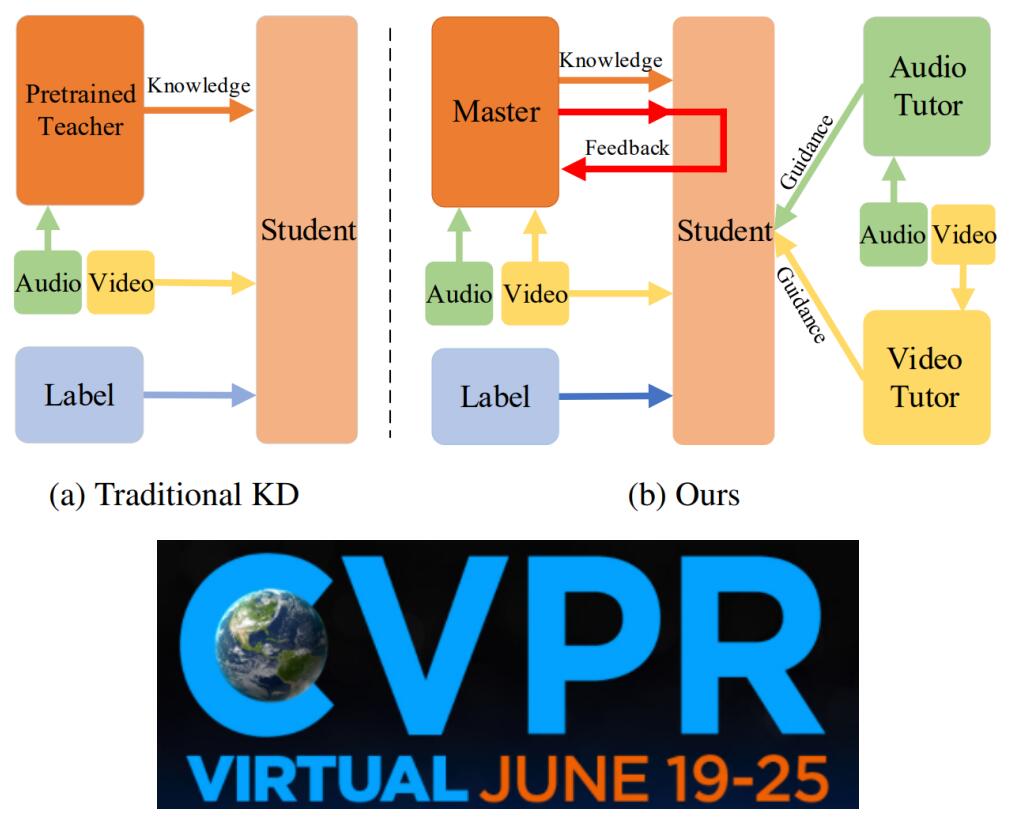 Pretrained
Teacher
Knowledge
Student
Audio
Video
Label
(a) Traditional KD
Master
Knowledge
Feedback
Student
Audio
Video
Label
Guidance
Guidance
Audio
Tutor
Audio
Video
Video
Tutor
(b) Ours
CVPR
VIRTUAL JUNE 19-25